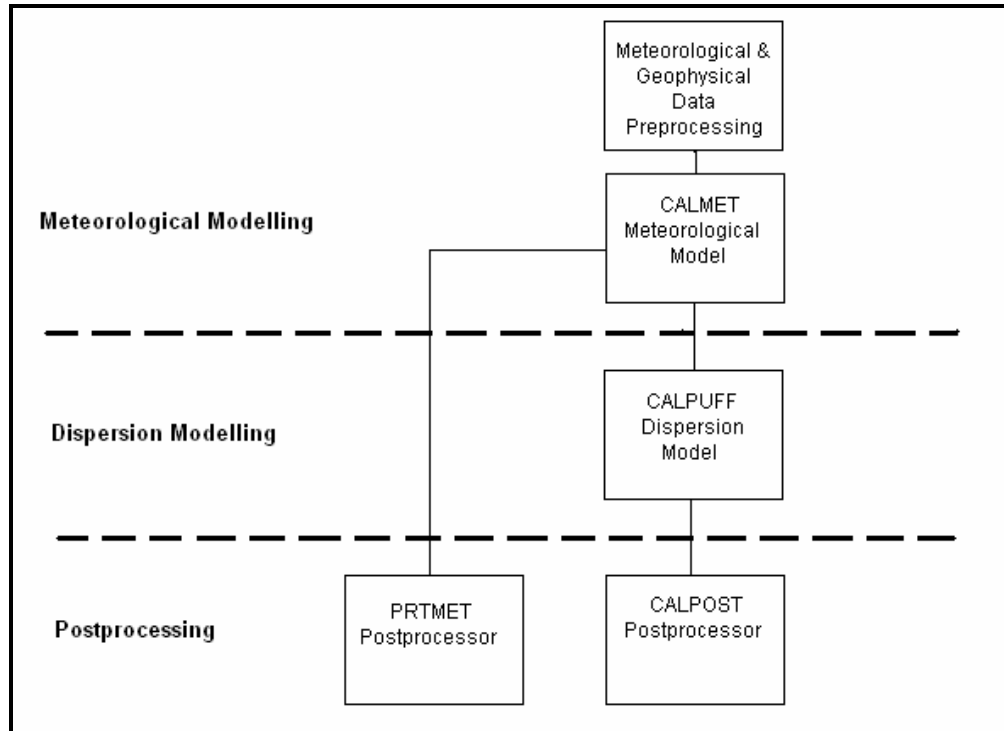 Meteorological &
Geophysical
Data
Preprocessing
Meteorological Modelling
CALMET
Meteorological
Model
Dispersion Modelling
CALPUFF
Dispersion
Model
Postprocessing
PRTMET
Postprocessor
CALPOST
Postprocessor